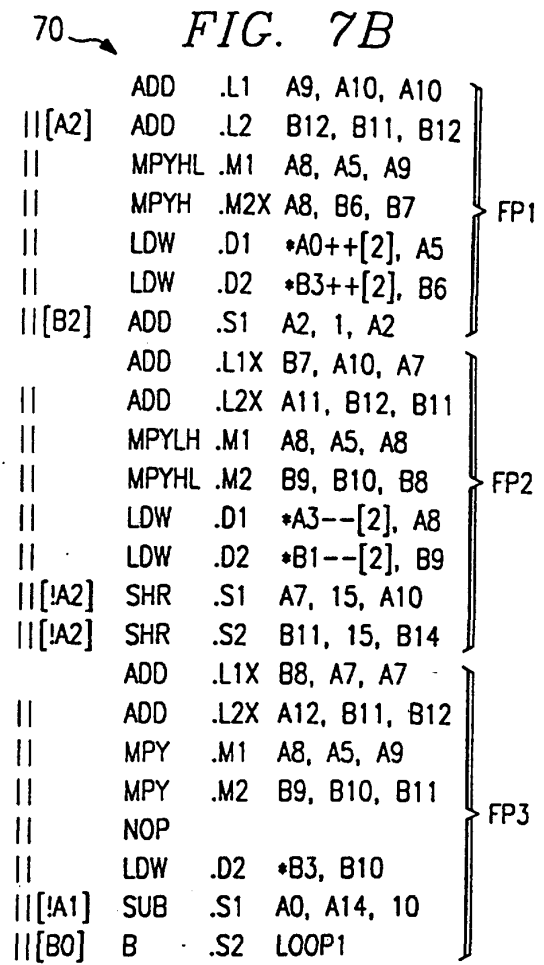 70 FIG. 7B
ADD .L1 A9, A10, A10
||[A2] ADD .L2 B12, B11, B12
|| MPYHL .M1 A8, A5, A9
|| MPYH .M2X A8, B6, B7
|| LDW .D1 *A0++[2], A5
|| LDW .D2 *B3++[2], B6
||[B2] ADD .S1 A2, 1, A2
FP1
ADD .L1X B7, A10, A7
|| ADD .L2X A11, B12, B11
|| MPYLH .M1 A8, A5, A8
|| MPYHL .M2 B9, B10, B8
|| LDW .D1 *A3--[2], A8
|| LDW .D2 *B1--[2], B9
||[!A2] SHR .S1 A7, 15, A10
||[!A2] SHR .S2 B11, 15, B14
FP2
ADD .L1X B8, A7, A7
|| ADD .L2X A12, B11, B12
|| MPY .M1 A8, A5, A9
|| MPY .M2 B9, B10, B11
|| NOP
|| LDW .D2 *B3, B10
||[!A1] SUB .S1 A0, A14, 10
||[B0] B .S2 LOOP1
FP3